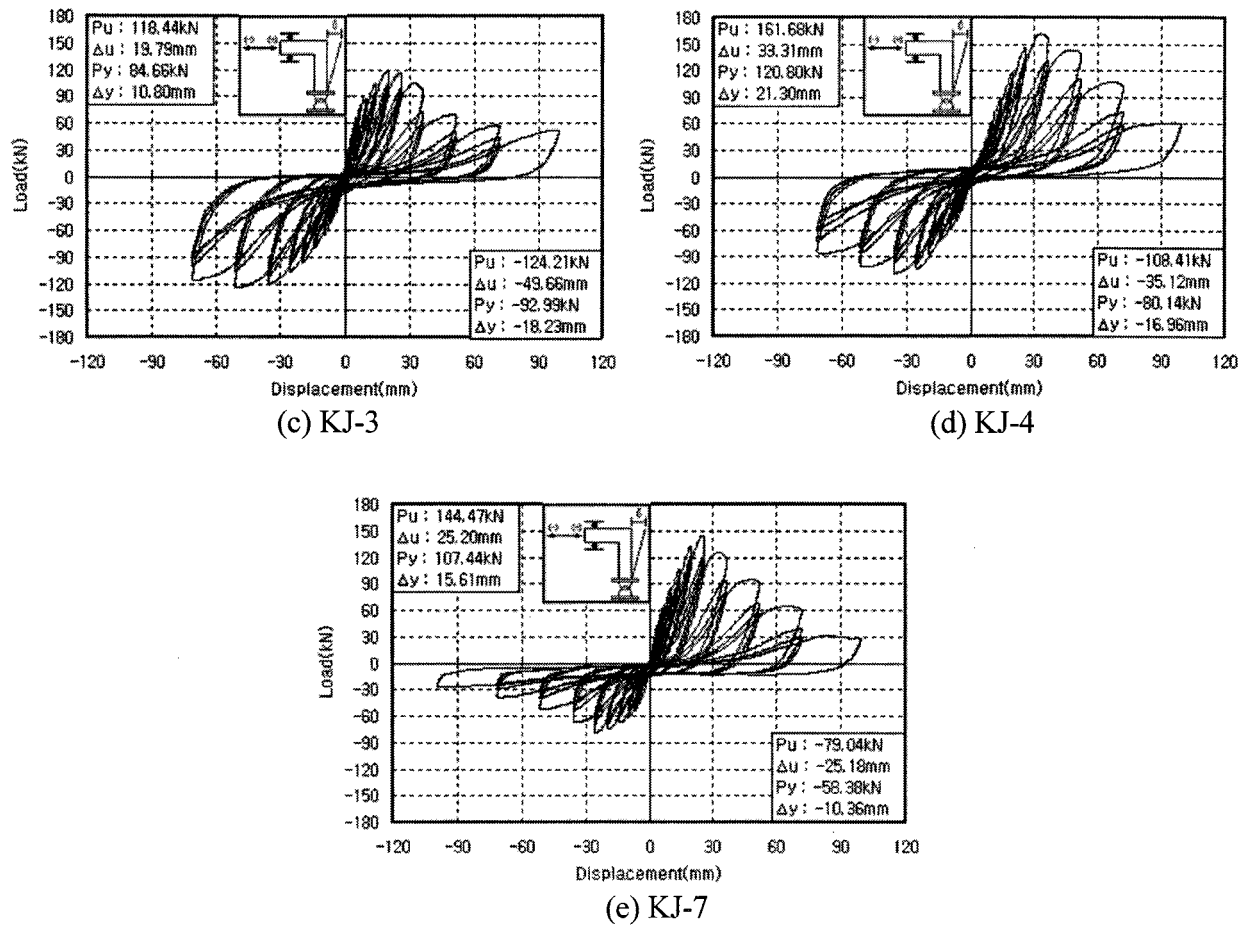 180
150
120
90
60
30
0
-30
-60
-90
-120
-150
-180
Load(kN)
Pu : 118.44kN
Δu : 19.79mm
Py : 84.66kN
Δy : 10.80mm
Pu : -124.21kN
Δu : -49.66mm
Py : -92.99kN
Δy : -18.23mm
-120 -90 -60 -30 0 30 60 90 120
Displacement(mm)
(c) KJ-3
180
150
120
90
60
30
0
-30
-60
-90
-120
-150
-180
Load(kN)
Pu : 161.68kN
Δu : 33.31mm
Py : 120.80kN
Δy : 21.30mm
Pu : -108.41kN
Δu : -35.12mm
Py : -80.14kN
Δy : -16.96mm
-120 -90 -60 -30 0 30 60 90 120
Displacement(mm)
(d) KJ-4
180
150
120
90
60
30
0
-30
-60
-90
-120
-150
-180
Load(kN)
Pu : 144.47kN
Δu : 25.20mm
Py : 107.44kN
Δy : 15.61mm
Pu : -79.04kN
Δu : -25.18mm
Py : -58.38kN
Δy : -10.36mm
-120 -90 -60 -30 0 30 60 90 120
Displacement(mm)
(e) KJ-7